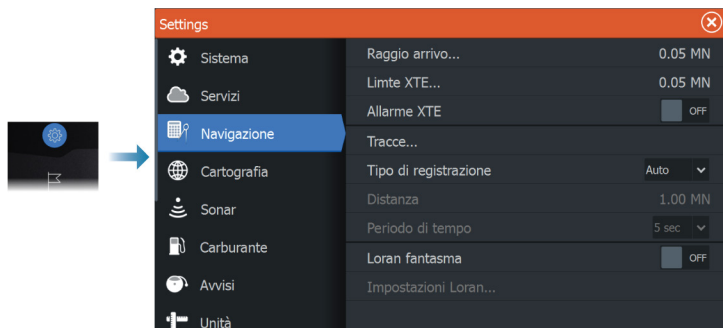 Settings
Sistema
Servizi
Navigazione
Cartografia
Sonar
Carburante
Avvisi
Unità
Raggio arrivo... 0.05 MN
Limte XTE... 0.05 MN
Allarme XTE OFF
Tracce...
Tipo di registrazione Auto
Distanza 1.00 MN
Periodo di tempo 5 sec
Loran fantasma OFF
Impostazioni Loran...